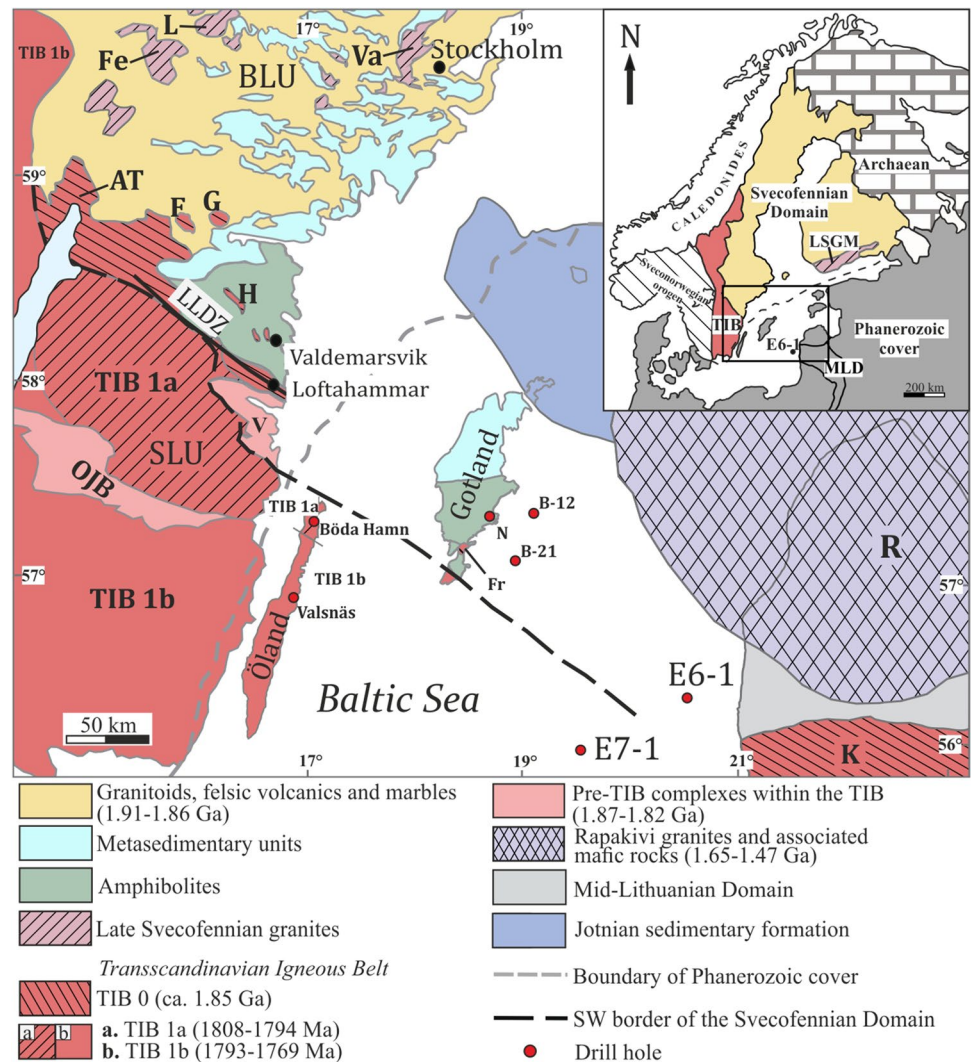 TIB 1b
L
Fe
BLU
17°
Va
19°
Stockholm
59°
AT
F
G
LLDZ
H
Valdemarsvik
Loftahammar
58°
TIB 1a
SLU
V
OJB
TIB 1a
Böda Hamn
TIB 1b
Valsnäs
Öland
Gotland
N
B-12
B-21
Fr
57°
TIB 1b
50 km
Baltic Sea
E6-1
E7-1
R
57°
K
56°
17°
19°
21°
N
CALEDONIDES
Svecofennian
Domain
Archaean
LSGM
Sveconorwegian
orogen
TIB
E6-1
Phanerozoic
cover
MLD
200 km
Granitoids, felsic volcanics and marbles
(1.91-1.86 Ga)
Metasedimentary units
Amphibolites
Late Svecofennian granites
Transscandinavian Igneous Belt
TIB 0 (ca. 1.85 Ga)
a b a. TIB 1a (1808-1794 Ma)
b. TIB 1b (1793-1769 Ma)
Pre-TIB complexes within the TIB
(1.87-1.82 Ga)
Rapakivi granites and associated
mafic rocks (1.65-1.47 Ga)
Mid-Lithuanian Domain
Jotnian sedimentary formation
Boundary of Phanerozoic cover
SW border of the Svecofennian Domain
Drill hole